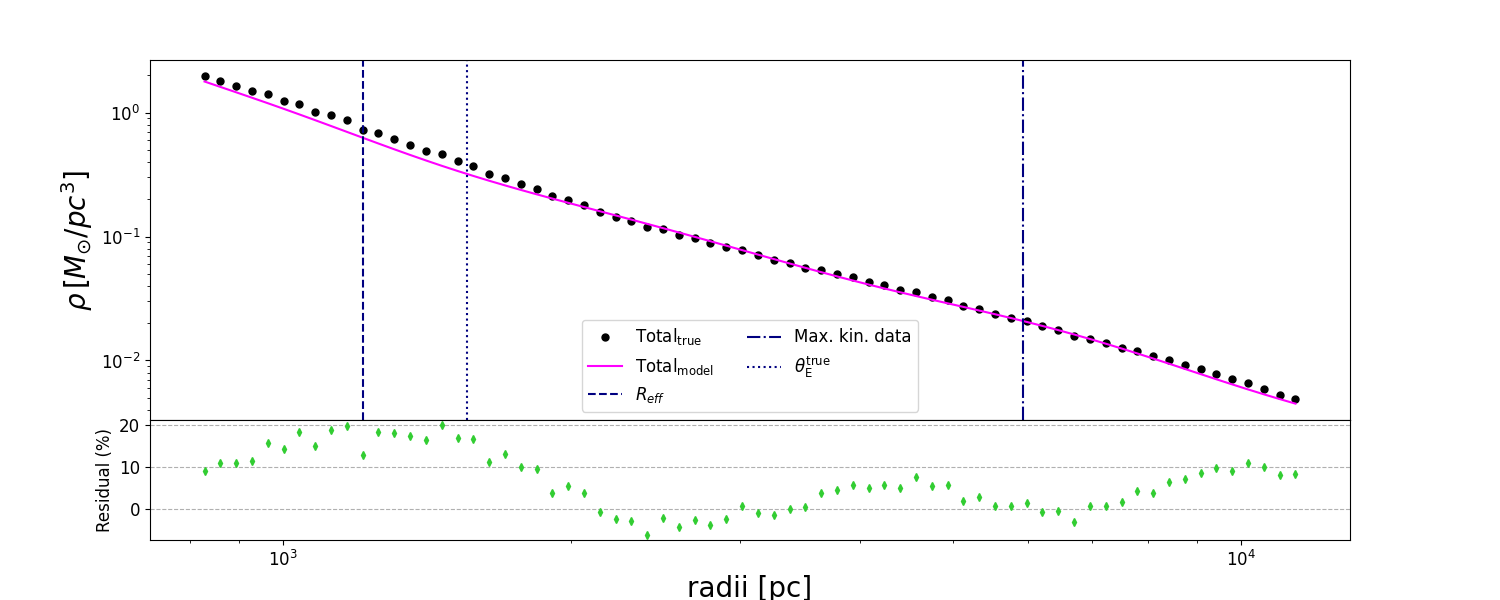 ρ [M⊙/pc³]
10⁰
10⁻¹
10⁻²
Total_true
Total_model
R_eff
Max. kin. data
θ_E^true
Residual (%)
20
10
0
10³
10⁴
radii [pc]